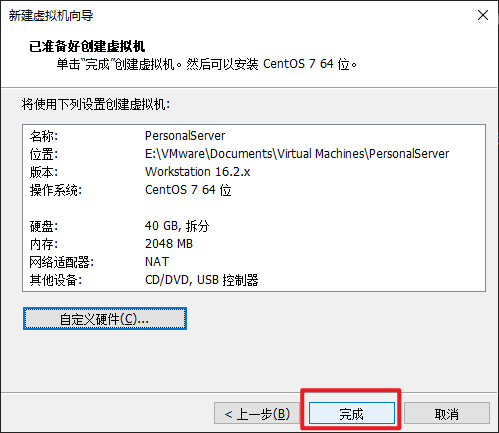 新建虚拟机向导
已准备好创建虚拟机
单击“完成”创建虚拟机。然后可以安装 CentOS 7 64 位。
将使用下列设置创建虚拟机:
名称: PersonalServer
位置: E:\VMware\Documents\Virtual Machines\PersonalServer
版本: Workstation 16.2.x
操作系统: CentOS 7 64 位
硬盘: 40 GB, 拆分
内存: 2048 MB
网络适配器: NAT
其他设备: CD/DVD, USB 控制器
自定义硬件(C)...
< 上一步(B) 完成 取消